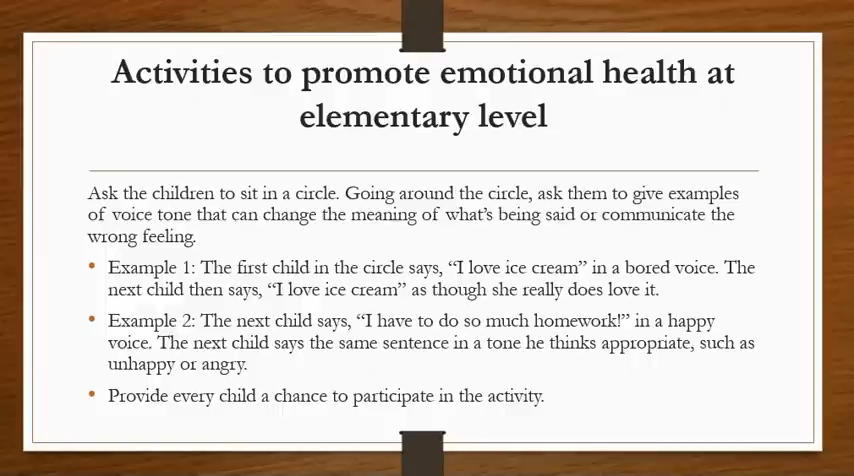 Activities to promote emotional health at
elementary level
Ask the children to sit in a circle. Going around the circle, ask them to give examples
of voice tone that can change the meaning of what's being said or communicate the
wrong feeling.
• Example 1: The first child in the circle says, “I love ice cream” in a bored voice. The
next child then says, “I love ice cream” as though she really does love it.
• Example 2: The next child says, “I have to do so much homework!” in a happy
voice. The next child says the same sentence in a tone he thinks appropriate, such as
unhappy or angry.
• Provide every child a chance to participate in the activity.